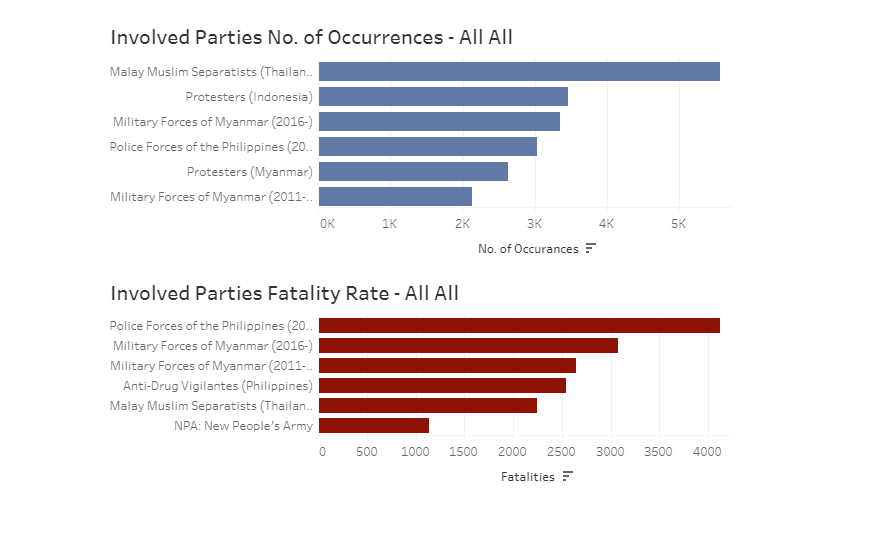 Involved Parties No. of Occurrences - All All
Malay Muslim Separatists (Thailan..
Protesters (Indonesia)
Military Forces of Myanmar (2016-)
Police Forces of the Philippines (20..
Protesters (Myanmar)
Military Forces of Myanmar (2011-..
0K 1K 2K 3K 4K 5K
No. of Occurances
Involved Parties Fatality Rate - All All
Police Forces of the Philippines (20..
Military Forces of Myanmar (2016-)
Military Forces of Myanmar (2011-..
Anti-Drug Vigilantes (Philippines)
Malay Muslim Separatists (Thailan..
NPA: New People's Army
0 500 1000 1500 2000 2500 3000 3500 4000
Fatalities